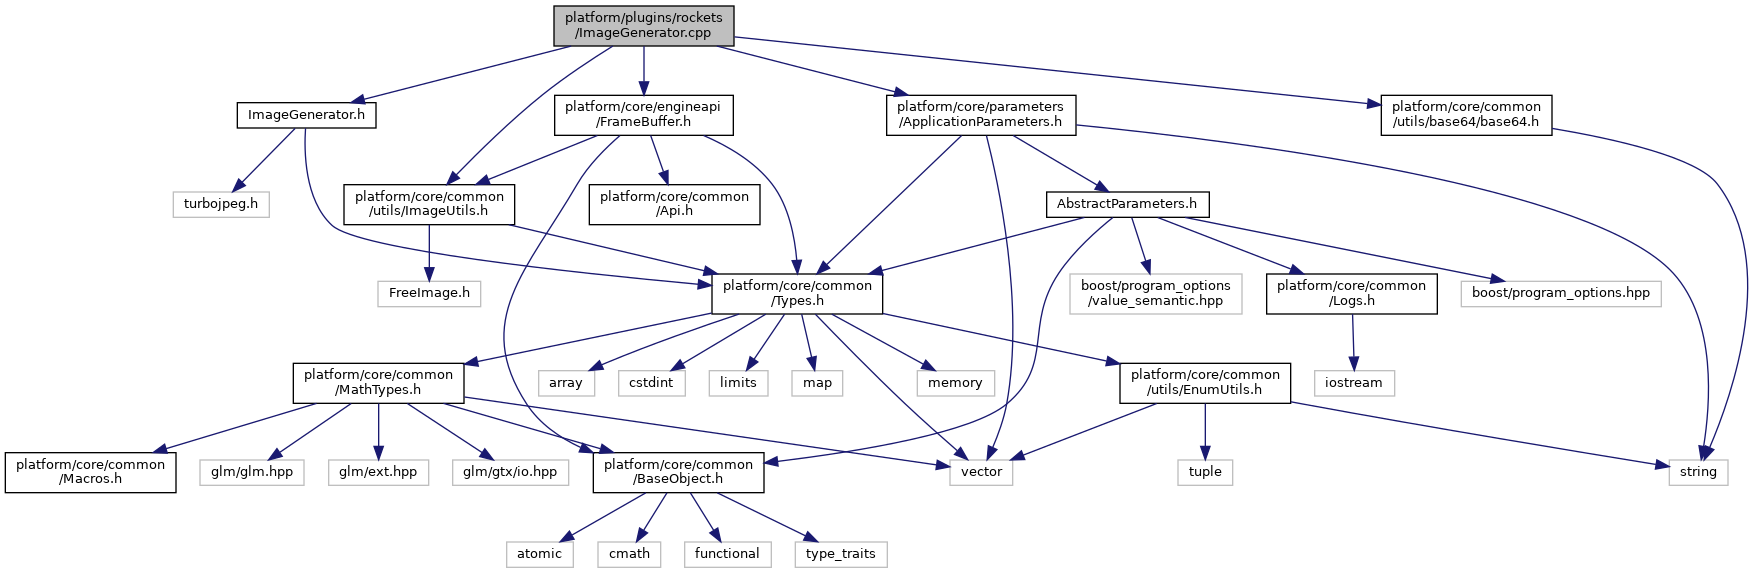 platform/plugins/rockets
/ImageGenerator.cpp
ImageGenerator.h
platform/core/engineapi
/FrameBuffer.h
platform/core/parameters
/ApplicationParameters.h
platform/core/common
/utils/base64/base64.h
turbojpeg.h
platform/core/common
/utils/ImageUtils.h
platform/core/common
/Api.h
AbstractParameters.h
FreeImage.h
platform/core/common
/Types.h
boost/program_options
/value_semantic.hpp
platform/core/common
/Logs.h
boost/program_options.hpp
platform/core/common
/MathTypes.h
array
cstdint
limits
map
memory
platform/core/common
/utils/EnumUtils.h
iostream
platform/core/common
/Macros.h
glm/glm.hpp
glm/ext.hpp
glm/gtx/io.hpp
platform/core/common
/BaseObject.h
vector
tuple
string
atomic
cmath
functional
type_traits